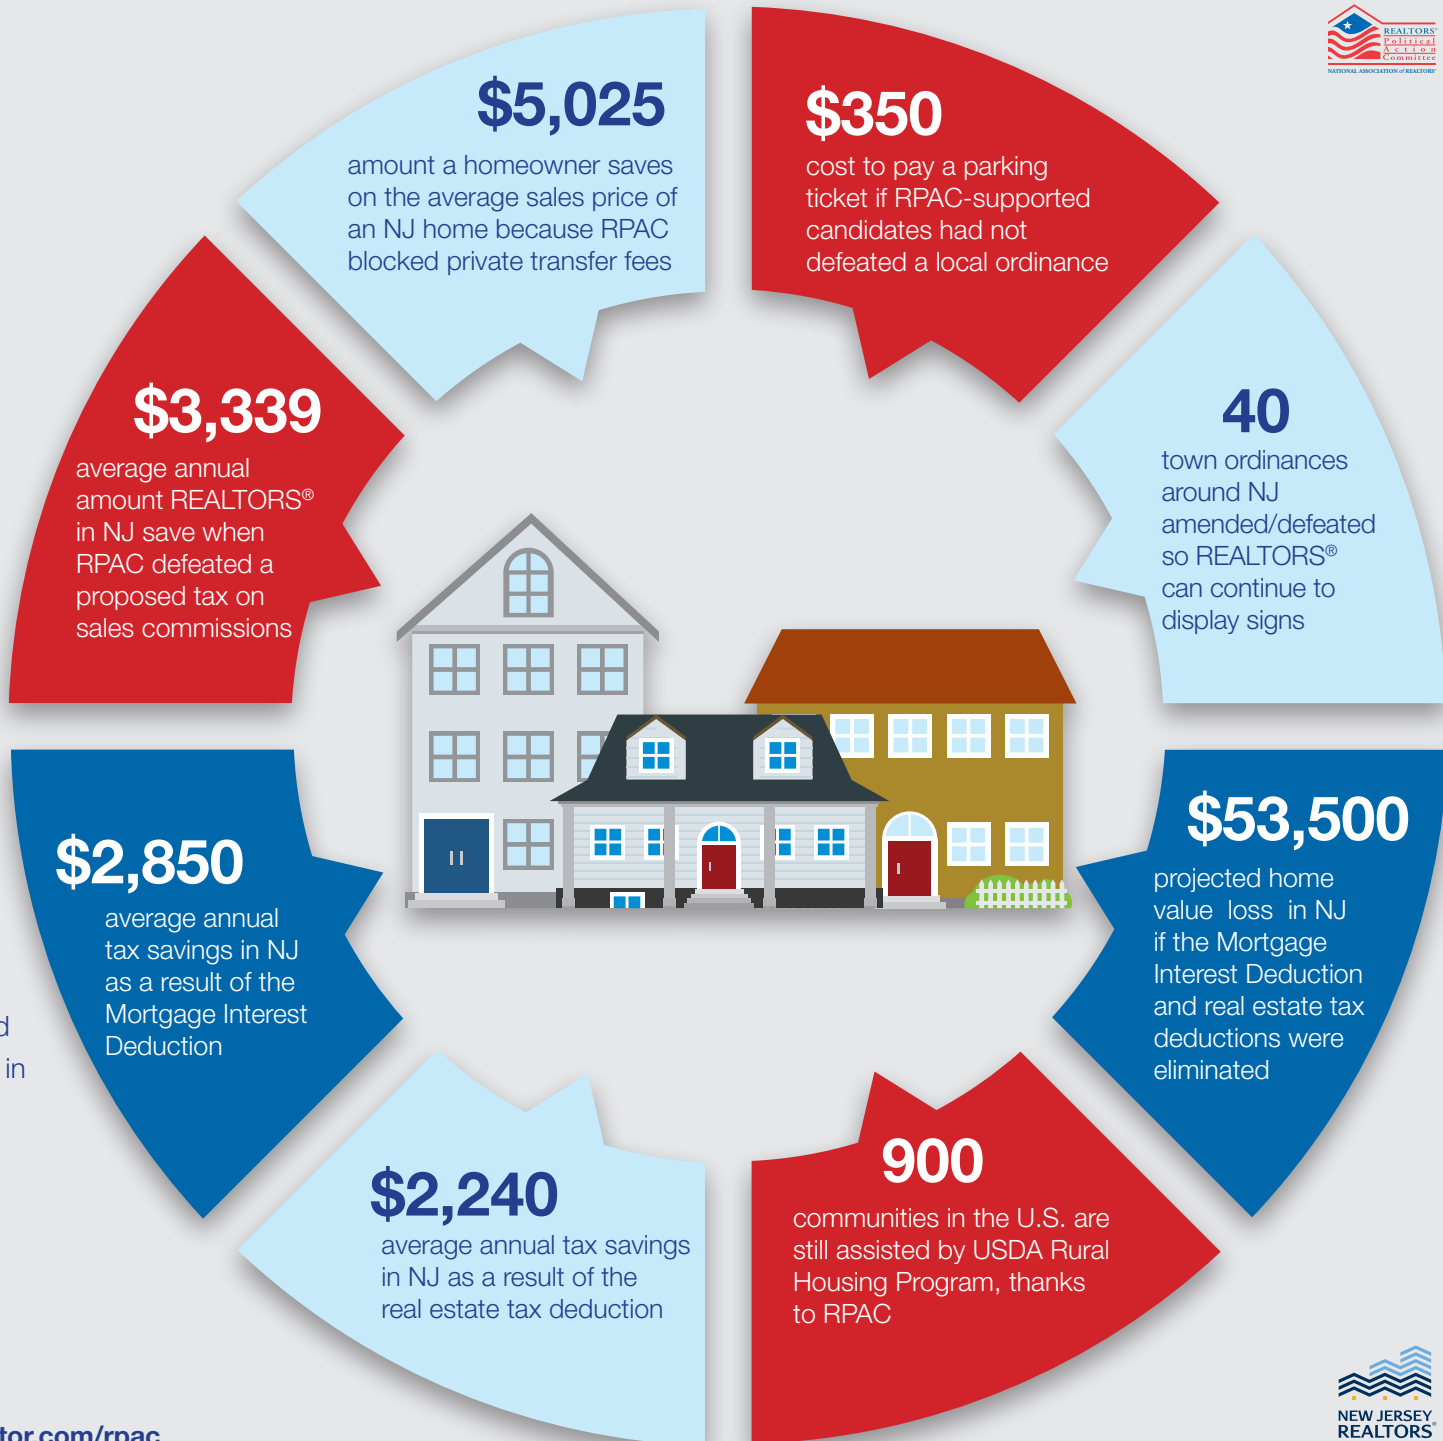 REALTORS®
Political
Action
Committee
NATIONAL ASSOCIATION of REALTORS®
$5,025
amount a homeowner saves
on the average sales price of
an NJ home because RPAC
blocked private transfer fees
$350
cost to pay a parking
ticket if RPAC-supported
candidates had not
defeated a local ordinance
$3,339
average annual
amount REALTORS®
in NJ save when
RPAC defeated a
proposed tax on
sales commissions
40
town ordinances
around NJ
amended/defeated
so REALTORS®
can continue to
display signs
$2,850
average annual
tax savings in NJ
as a result of the
Mortgage Interest
Deduction
$53,500
projected home
value loss in NJ
if the Mortgage
Interest Deduction
and real estate tax
deductions were
eliminated
d
in
$2,240
average annual tax savings
in NJ as a result of the
real estate tax deduction
900
communities in the U.S. are
still assisted by USDA Rural
Housing Program, thanks
to RPAC
tor.com/rpac
NEW JERSEY
REALTORS®